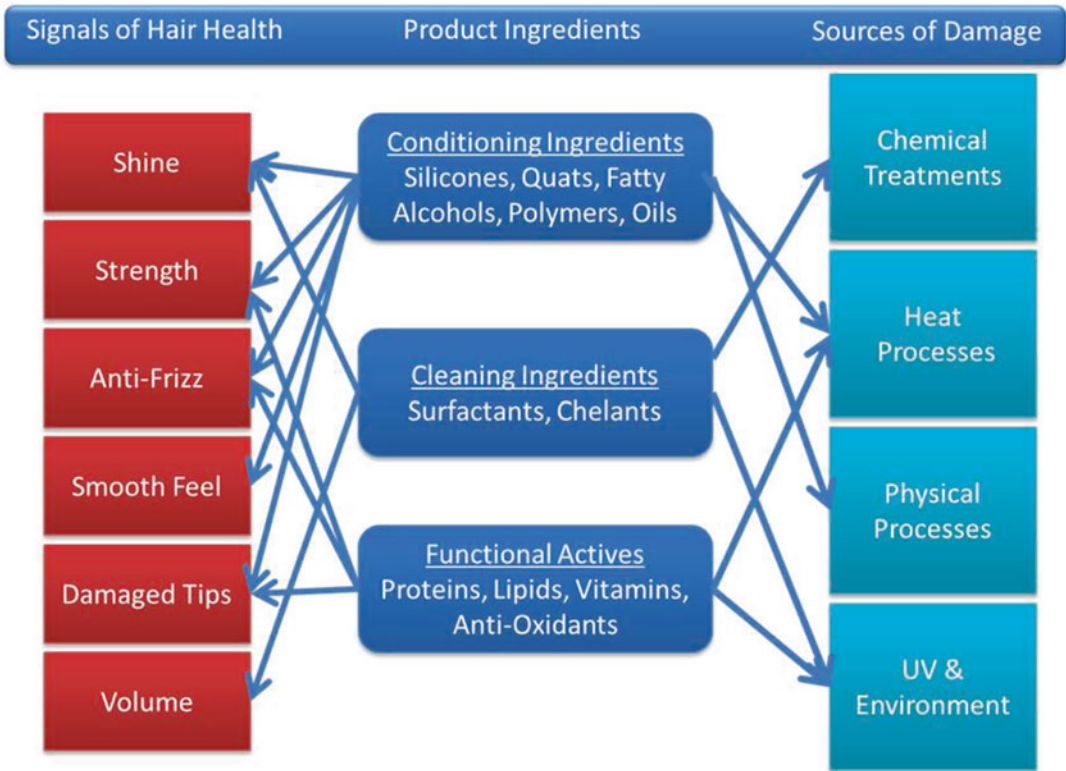 Signals of Hair Health
Product Ingredients
Sources of Damage
Shine
Strength
Anti-Frizz
Smooth Feel
Damaged Tips
Volume
Conditioning Ingredients
Silicones, Quats, Fatty
Alcohols, Polymers, Oils
Cleaning Ingredients
Surfactants, Chelants
Functional Actives
Proteins, Lipids, Vitamins,
Anti-Oxidants
Chemical
Treatments
Heat
Processes
Physical
Processes
UV &
Environment